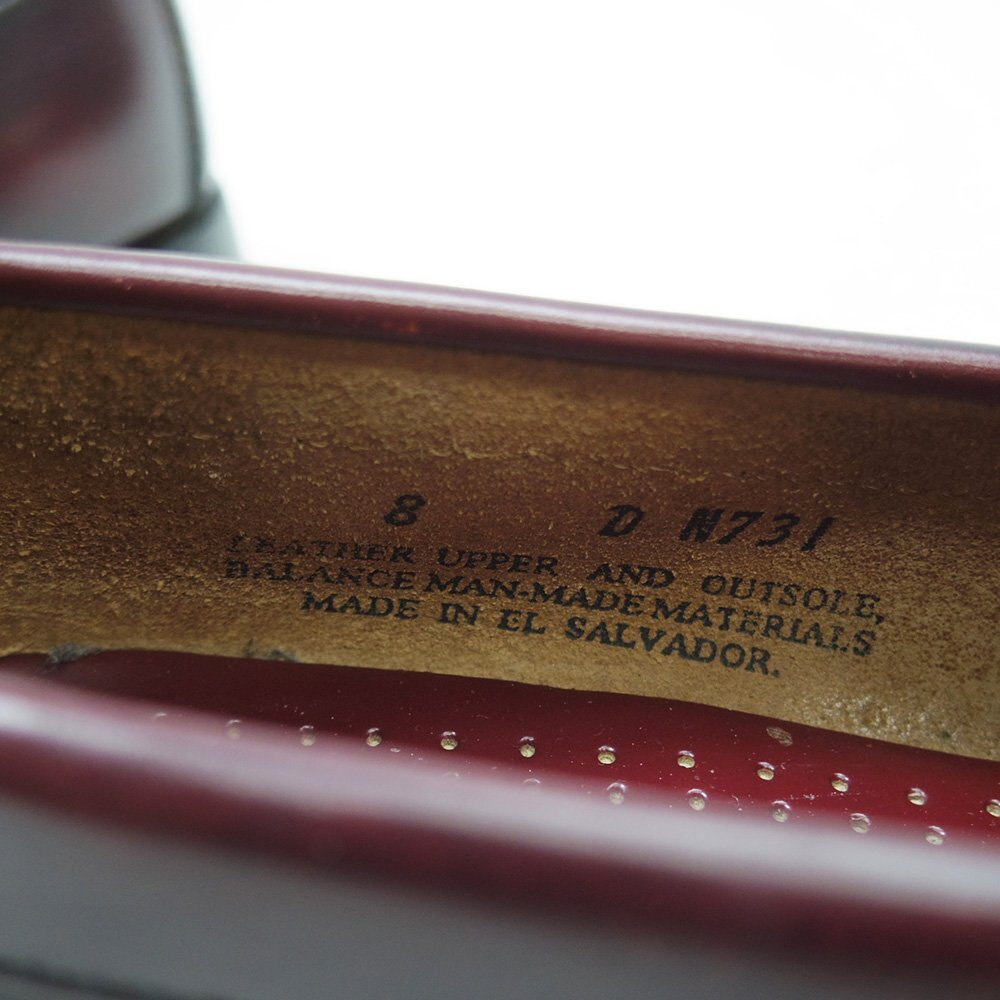 8 D N731
LEATHER UPPER AND OUTSOLE,
BALANCE MAN-MADE MATERIALS
MADE IN EL SALVADOR.